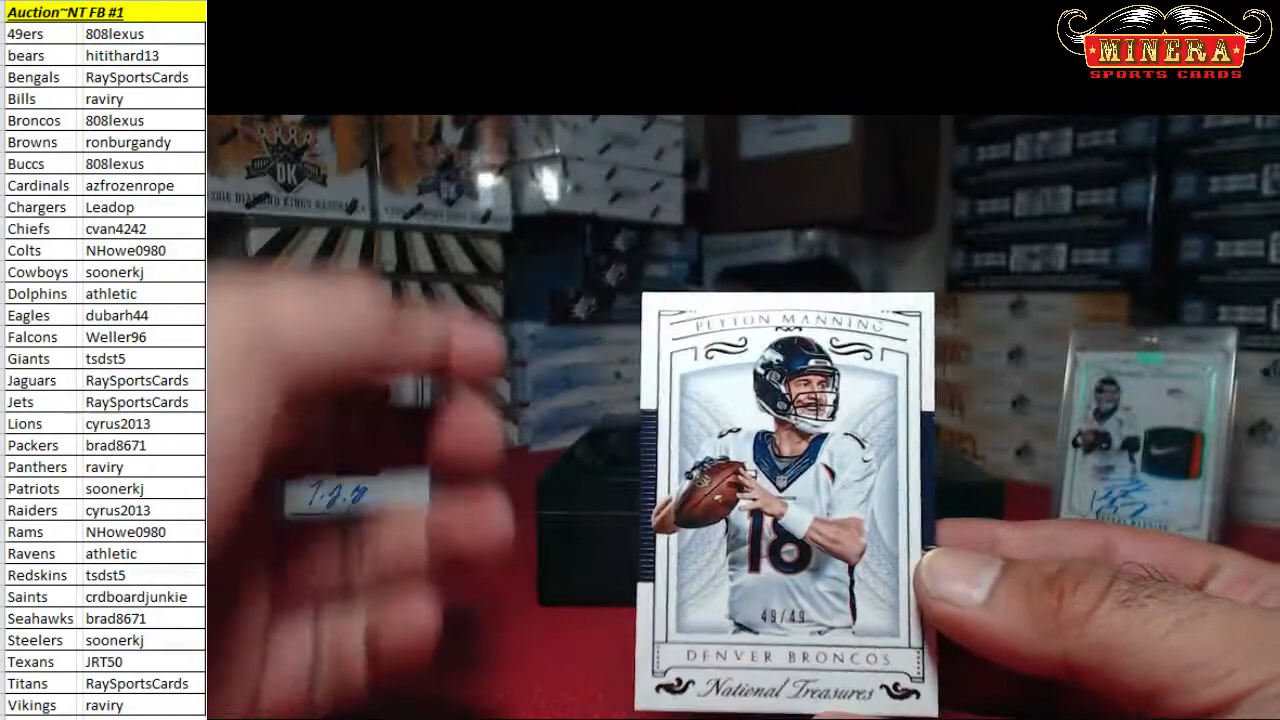 Auction~NT FB #1
49ers 808lexus
bears hitithard13
Bengals RaySportsCards
Bills raviry
Broncos 808lexus
Browns ronburgandy
Buccs 808lexus
Cardinals azfrozenrope
Chargers Leadop
Chiefs cvan4242
Colts NHowe0980
Cowboys soonerkj
Dolphins athletic
Eagles dubarh44
Falcons Weller96
Giants tsdst5
Jaguars RaySportsCards
Jets RaySportsCards
Lions cyrus2013
Packers brad8671
Panthers raviry
Patriots soonerkj
Raiders cyrus2013
Rams NHowe0980
Ravens athletic
Redskins tsdst5
Saints crdboardjunkie
Seahawks brad8671
Steelers soonerkj
Texans JRT50
Titans RaySportsCards
Vikings raviry
MINERA
SPORTS CARDS
DK
PEYTON MANNING
18
49/49
DENVER BRONCOS
National Treasures